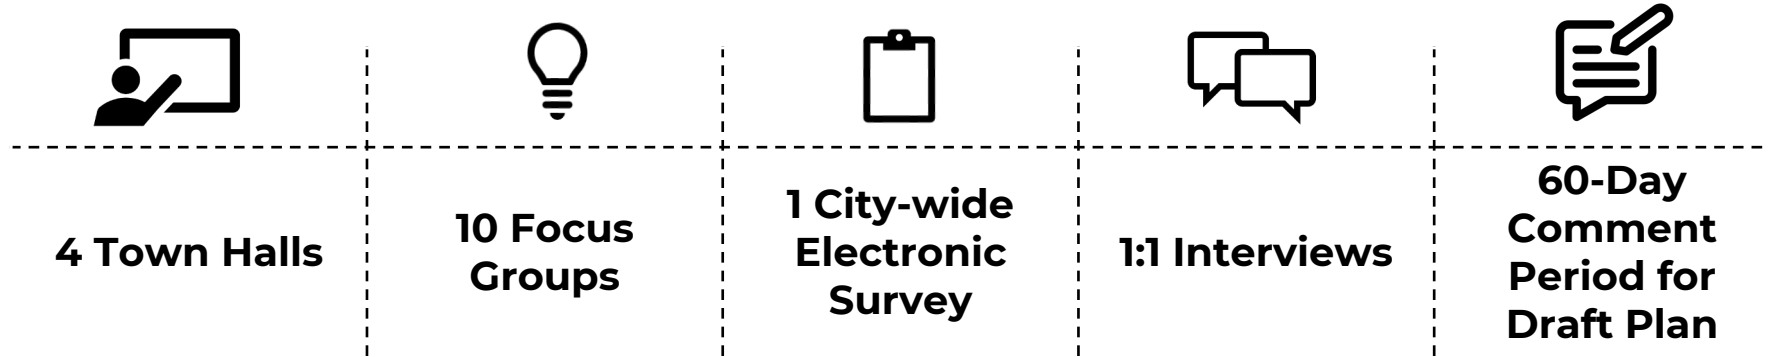 4 Town Halls
10 Focus
Groups
1 City-wide
Electronic
Survey
1:1 Interviews
60-Day
Comment
Period for
Draft Plan